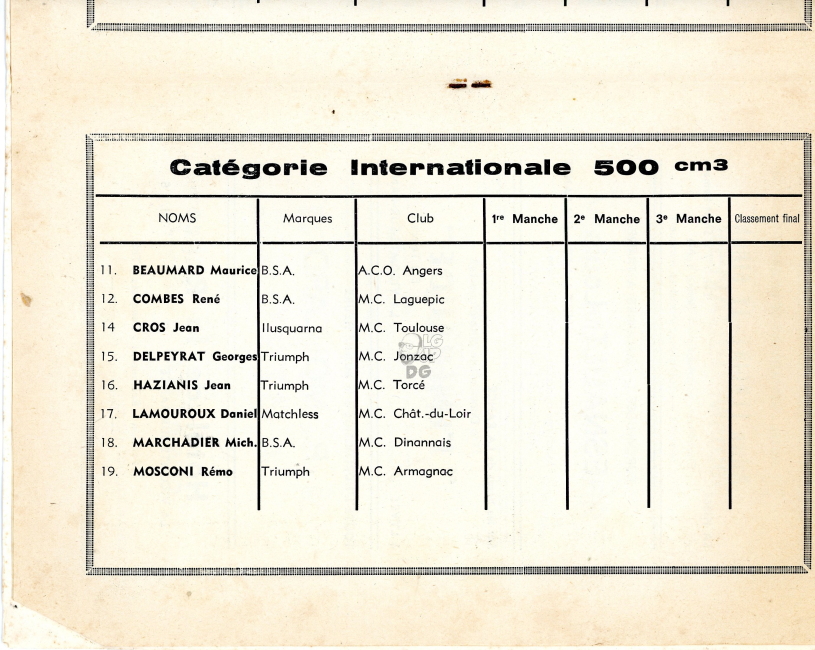 Catégorie Internationale 500 cm3
NOMS Marques Club 1re Manche 2e Manche 3e Manche Classement final
11. BEAUMARD Maurice B.S.A. A.C.O. Angers
12. COMBES René B.S.A. M.C. Laguepic
14 CROS Jean Ilusquarna M.C. Toulouse
15. DELPEYRAT Georges Triumph M.C. Jonzac
16. HAZIANIS Jean Triumph M.C. Torcé
17. LAMOUROUX Daniel Matchless M.C. Chât.-du-Loir
18. MARCHADIER Mich. B.S.A. M.C. Dinannais
19. MOSCONI Rémo Triumph M.C. Armagnac
LG
DG